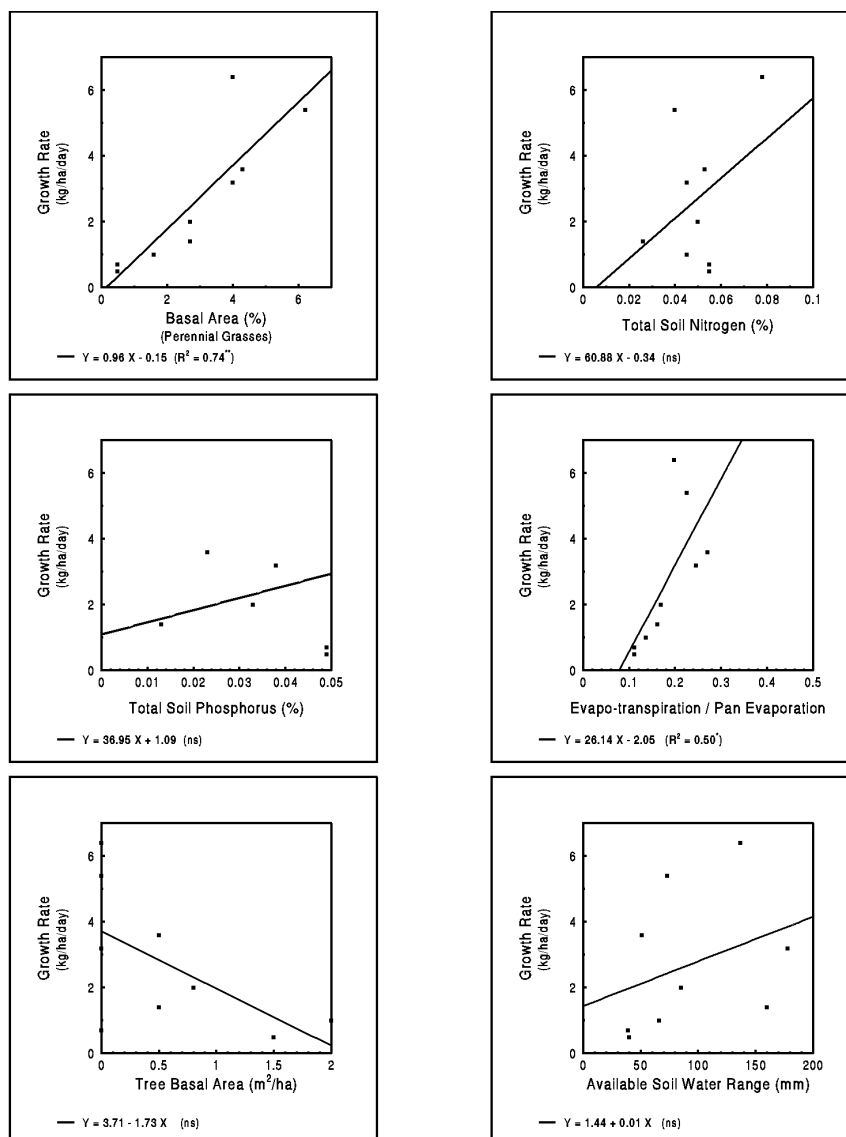 6
4
2
0
Growth Rate
(kg/ha/day)
0 2 4 6
Basal Area (%)
(Perennial Grasses)
Y = 0.96 X - 0.15 (R² = 0.74**)
6
4
2
0
Growth Rate
(kg/ha/day)
0 0.02 0.04 0.06 0.08 0.1
Total Soil Nitrogen (%)
Y = 60.88 X - 0.34 (ns)
6
4
2
0
Growth Rate
(kg/ha/day)
0 0.01 0.02 0.03 0.04 0.05
Total Soil Phosphorus (%)
Y = 36.95 X + 1.09 (ns)
6
4
2
0
Growth Rate
(kg/ha/day)
0 0.1 0.2 0.3 0.4 0.5
Evapo-transpiration / Pan Evaporation
Y = 26.14 X - 2.05 (R² = 0.50*)
6
4
2
0
Growth Rate
(kg/ha/day)
0 0.5 1 1.5 2
Tree Basal Area (m²/ha)
Y = 3.71 - 1.73 X (ns)
6
4
2
0
Growth Rate
(kg/ha/day)
0 50 100 150 200
Available Soil Water Range (mm)
Y = 1.44 + 0.01 X (ns)